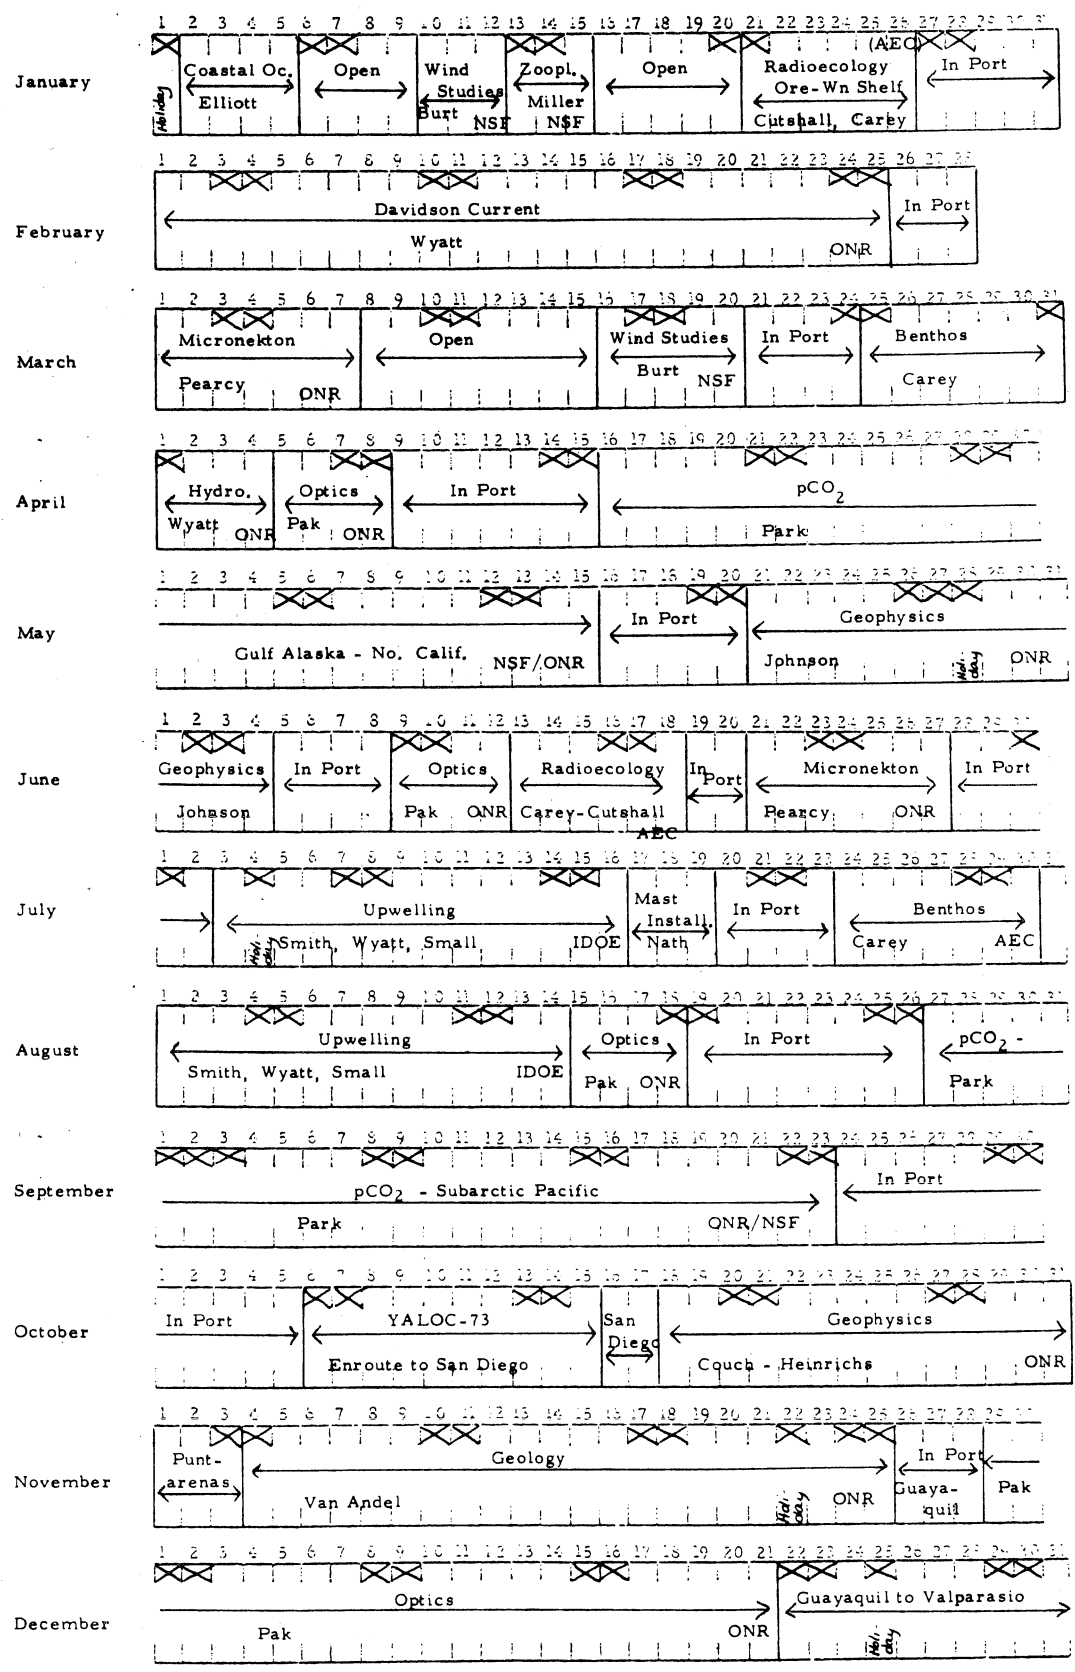 1 2 3 4 5 6 7 8 9 10 11 12 13 14 15 16 17 18 19 20 21 22 23 24 25 26 27 28 29 30 31
January
Holiday
Coastal Oc.
Elliott
Open
Wind
Studies
Burt
NSF
Zoopl.
Miller
NSF
Open
(AEC)
Radioecology
Ore-Wn Shelf
Cutshall, Carey
In Port
1 2 3 4 5 6 7 8 9 10 11 12 13 14 15 16 17 18 19 20 21 22 23 24 25 26 27 28
February
Davidson Current
Wyatt
ONR
In Port
1 2 3 4 5 6 7 8 9 10 11 12 13 14 15 16 17 18 19 20 21 22 23 24 25 26 27 28 29 30 31
March
Micronekton
Pearcy
ONR
Open
Wind Studies
Burt
NSF
In Port
Benthos
Carey
1 2 3 4 5 6 7 8 9 10 11 12 13 14 15 16 17 18 19 20 21 22 23 24 25 26 27 28 29 30
April
Hydro.
Wyatt
ONR
Optics
Pak
ONR
In Port
pCO2
Park
1 2 3 4 5 6 7 8 9 10 11 12 13 14 15 16 17 18 19 20 21 22 23 24 25 26 27 28 29 30 31
May
Gulf Alaska - No. Calif.
NSF/ONR
In Port
Geophysics
Johnson
Holi-
day
ONR
1 2 3 4 5 6 7 8 9 10 11 12 13 14 15 16 17 18 19 20 21 22 23 24 25 26 27 28 29 30
June
Geophysics
Johnson
In Port
Optics
Pak
ONR
Radioecology
Carey-Cutshall
AEC
In
Port
Micronekton
Pearcy
ONR
In Port
1 2 3 4 5 6 7 8 9 10 11 12 13 14 15 16 17 18 19 20 21 22 23 24 25 26 27 28 29 30 31
July
Holi-
day
Upwelling
Smith, Wyatt, Small
IDOE
Mast
Install.
Nath
In Port
Benthos
Carey
AEC
1 2 3 4 5 6 7 8 9 10 11 12 13 14 15 16 17 18 19 20 21 22 23 24 25 26 27 28 29 30 31
August
Upwelling
Smith, Wyatt, Small
IDOE
Optics
Pak
ONR
In Port
pCO2 -
Park
1 2 3 4 5 6 7 8 9 10 11 12 13 14 15 16 17 18 19 20 21 22 23 24 25 26 27 28 29 30
September
pCO2 - Subarctic Pacific
Park
ONR/NSF
In Port
1 2 3 4 5 6 7 8 9 10 11 12 13 14 15 16 17 18 19 20 21 22 23 24 25 26 27 28 29 30 31
October
In Port
YALOC-73
Enroute to San Diego
San
Diego
Geophysics
Couch - Heinrichs
ONR
1 2 3 4 5 6 7 8 9 10 11 12 13 14 15 16 17 18 19 20 21 22 23 24 25 26 27 28 29 30
November
Punt-
arenas
Geology
Van Andel
Holi-
day
ONR
In Port
Guaya-
quil
Pak
1 2 3 4 5 6 7 8 9 10 11 12 13 14 15 16 17 18 19 20 21 22 23 24 25 26 27 28 29 30 31
December
Optics
Pak
ONR
Guayaquil to Valparasio
Holi-
day